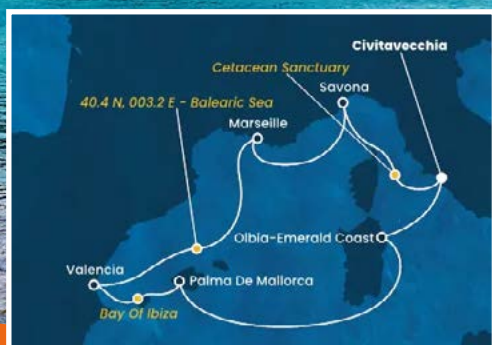 Civitavecchia
Cetacean Sanctuary
Savona
40.4 N, 003.2 E - Balearic Sea
Marseille
Olbia-Emerald Coast
Valencia
Palma De Mallorca
Bay Of Ibiza